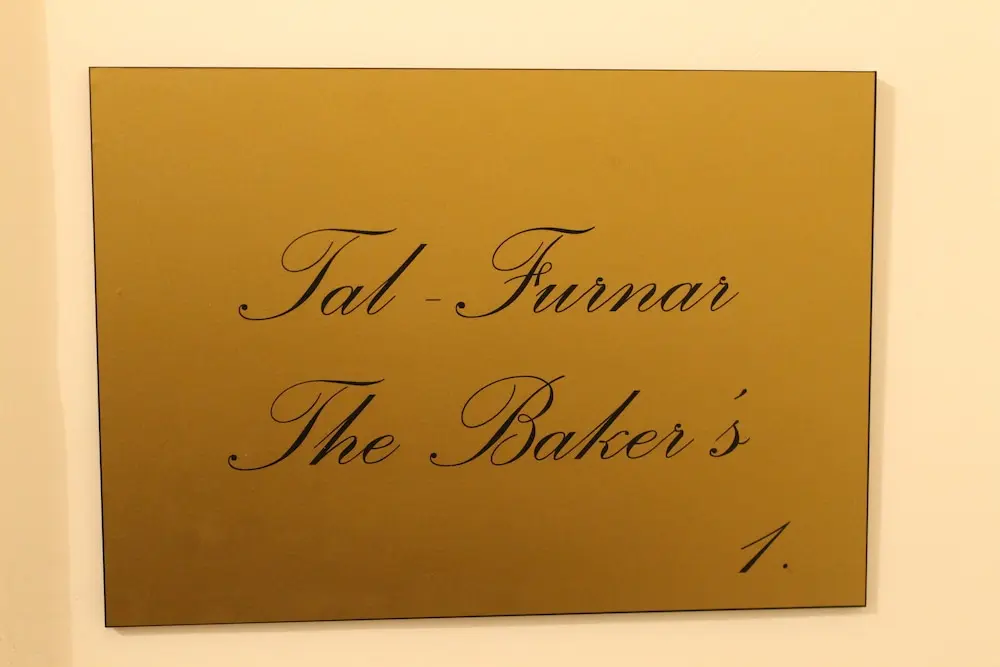 Tal - Furnar
The Baker's
1.